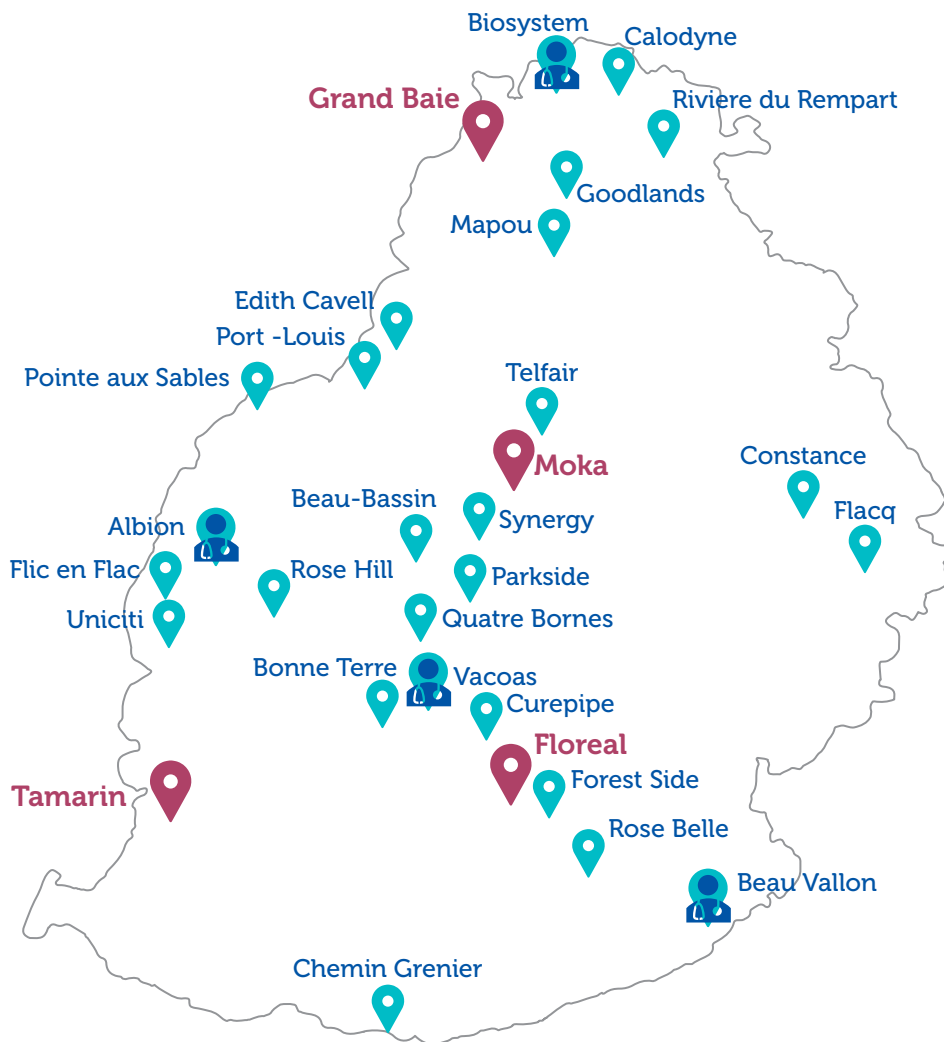 Biosystem
Calodyne
Grand Baie
Riviere du Rempart
Goodlands
Mapou
Edith Cavell
Port -Louis
Pointe aux Sables
Telfair
Moka
Constance
Beau-Bassin
Synergy
Flacq
Albion
Flic en Flac
Rose Hill
Parkside
Uniciti
Quatre Bornes
Bonne Terre
Vacoas
Curepipe
Floreal
Tamarin
Forest Side
Rose Belle
Beau Vallon
Chemin Grenier